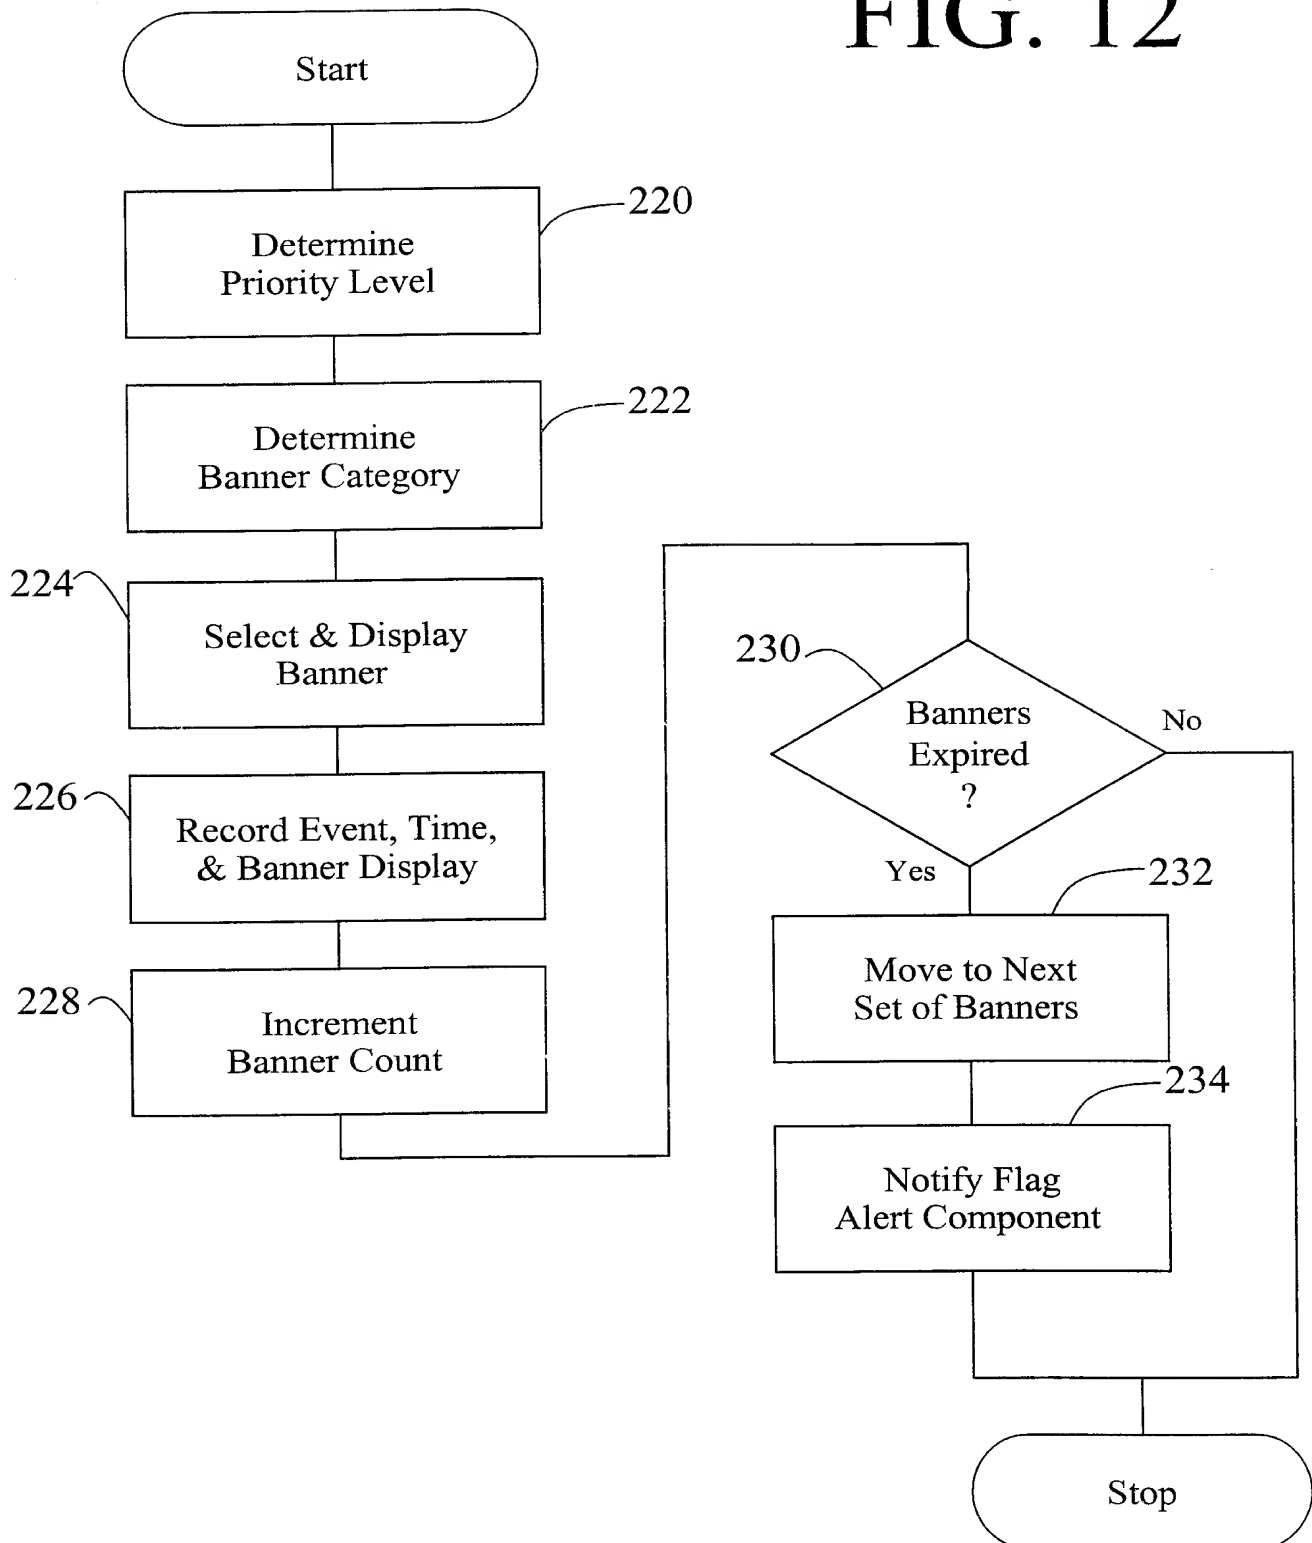 FIG. 12
Start
220
Determine
Priority Level
222
Determine
Banner Category
224
Select & Display
Banner
226
Record Event, Time,
& Banner Display
228
Increment
Banner Count
230
Banners
Expired
?
No
Yes
232
Move to Next
Set of Banners
234
Notify Flag
Alert Component
Stop